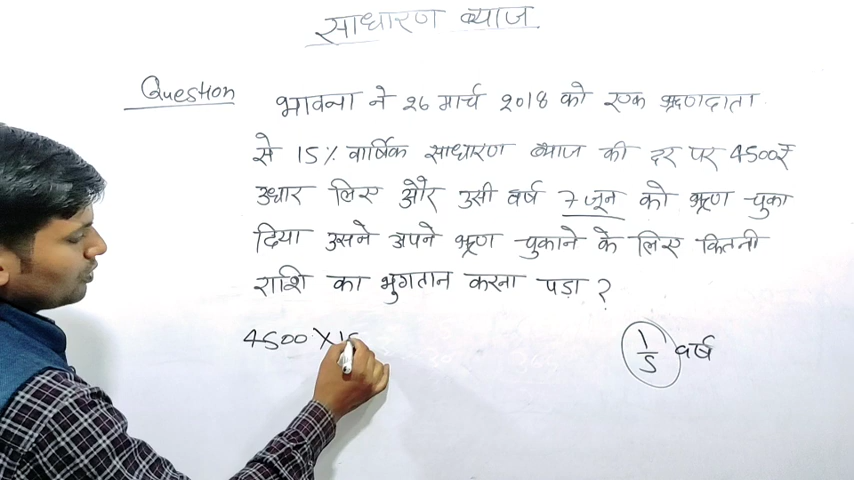 साधारण ब्याज
Question भावना ने 26 मार्च 2018 को एक ऋणदाता
से 15% वार्षिक साधारण ब्याज की दर पर 4500₹
उधार लिए और उसी वर्ष 7 जून को ऋण चुका
दिया उसने अपने ऋण चुकाने के लिए कितनी
राशि का भुगतान करना पड़ा ?
4500 × 15 1/5 वर्ष